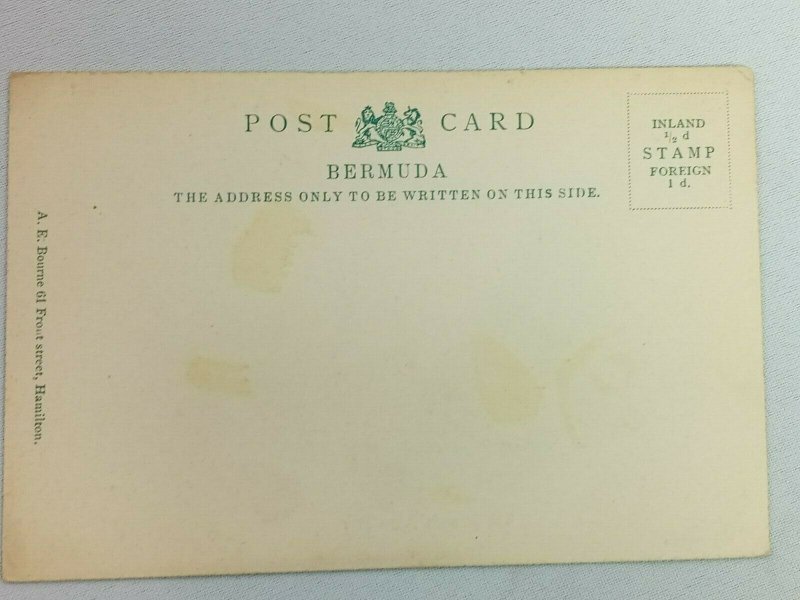 POST CARD
BERMUDA
THE ADDRESS ONLY TO BE WRITTEN ON THIS SIDE.
INLAND
1/2 d
STAMP
FOREIGN
1 d.
A. E. Bourne 61 Front street, Hamilton.